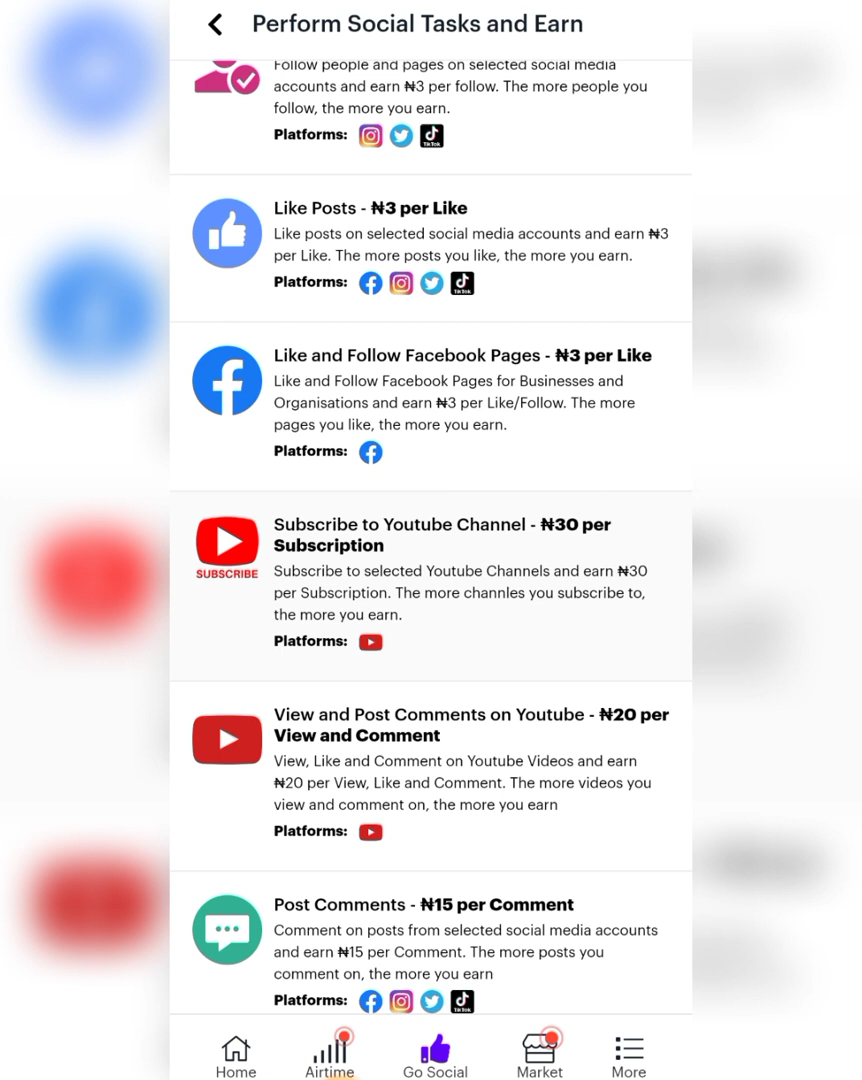 Perform Social Tasks and Earn
Follow people and pages on selected social media
accounts and earn ₦3 per follow. The more people you
follow, the more you earn.
Platforms:
TikTok
Like Posts - ₦3 per Like
Like posts on selected social media accounts and earn ₦3
per Like. The more posts you like, the more you earn.
Platforms:
TikTok
Like and Follow Facebook Pages - ₦3 per Like
Like and Follow Facebook Pages for Businesses and
Organisations and earn ₦3 per Like/Follow. The more
pages you like, the more you earn.
Platforms:
Subscribe to Youtube Channel - ₦30 per
Subscription
SUBSCRIBE
Subscribe to selected Youtube Channels and earn ₦30
per Subscription. The more channles you subscribe to,
the more you earn.
Platforms:
View and Post Comments on Youtube - ₦20 per
View and Comment
View, Like and Comment on Youtube Videos and earn
₦20 per View, Like and Comment. The more videos you
view and comment on, the more you earn
Platforms:
Post Comments - ₦15 per Comment
Comment on posts from selected social media accounts
and earn ₦15 per Comment. The more posts you
comment on, the more you earn
Platforms:
TikTok
Home Airtime Go Social Market More